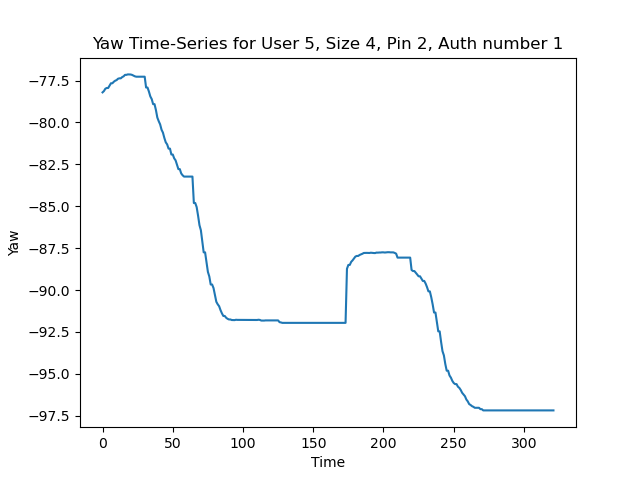 Yaw Time-Series for User 5, Size 4, Pin 2, Auth number 1
−77.5
−80.0
−82.5
−85.0
−87.5
−90.0
−92.5
−95.0
−97.5
Yaw
0 50 100 150 200 250 300
Time